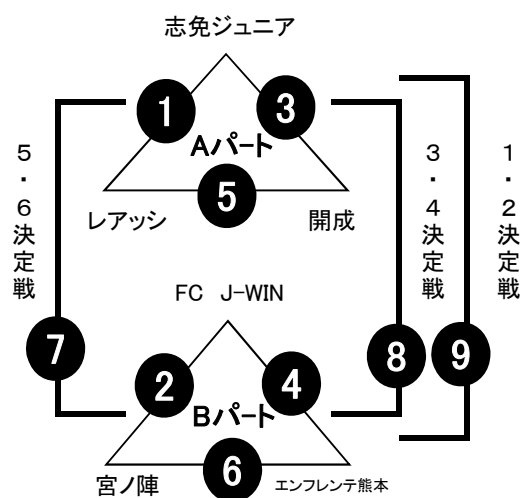 志免ジュニア
1
3
Aパート
5
レアッシ
開成
5・6決定戦
3・4決定戦
1・2決定戦
FC J-WIN
7
8
9
2
4
Bパート
6
宮ノ陣
エンフレンテ熊本